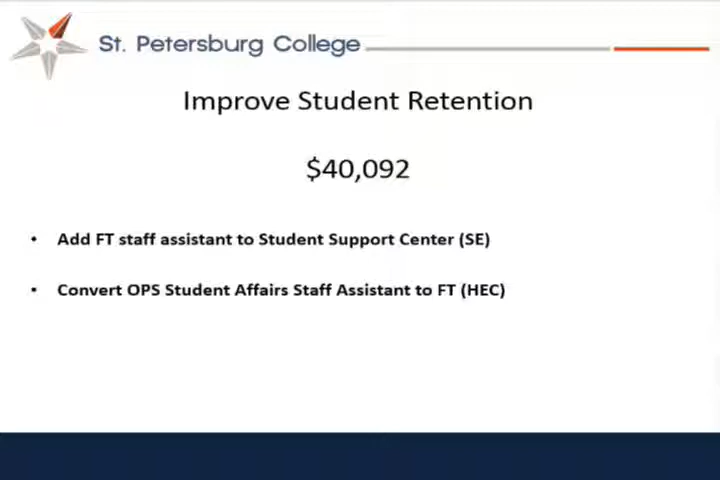 St. Petersburg College
Improve Student Retention
$40,092
• Add FT staff assistant to Student Support Center (SE)
• Convert OPS Student Affairs Staff Assistant to FT (HEC)